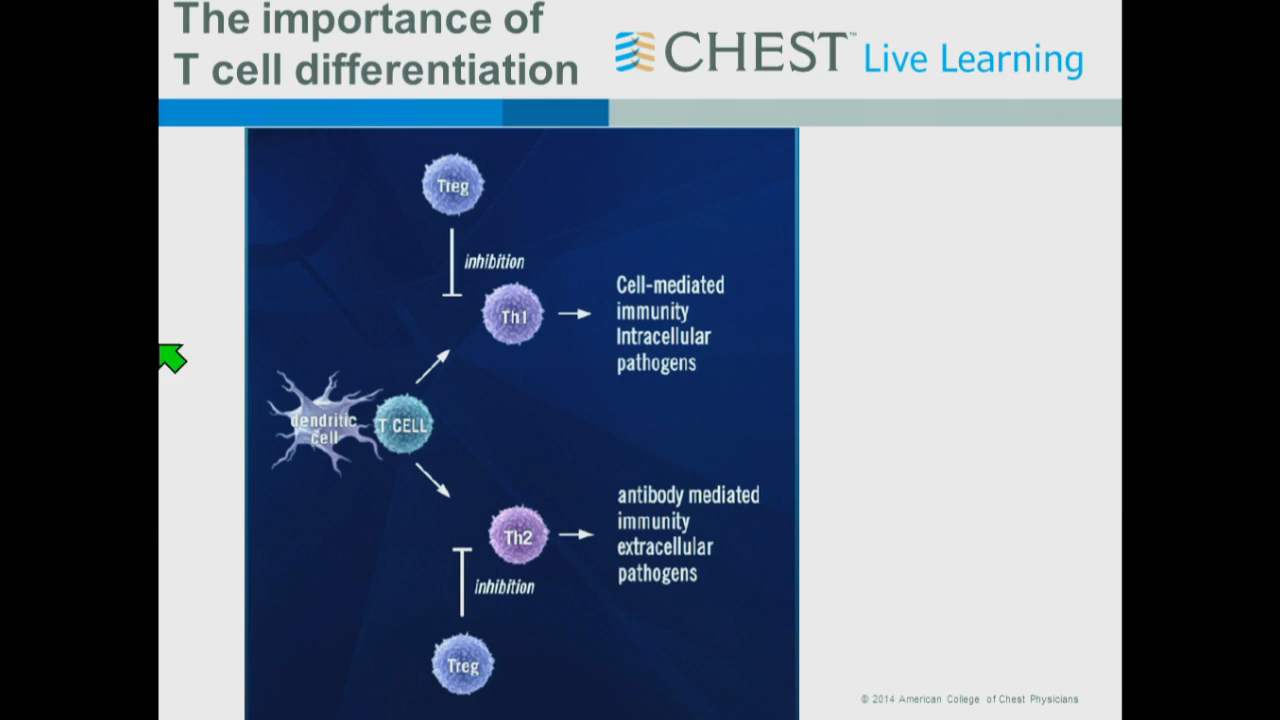 The importance of
T cell differentiation
CHEST™ Live Learning
Treg
inhibition
Th1
Cell-mediated
immunity
Intracellular
pathogens
dendritic
cell
T CELL
antibody mediated
immunity
extracellular
pathogens
Th2
inhibition
Treg
© 2014 American College of Chest Physicians